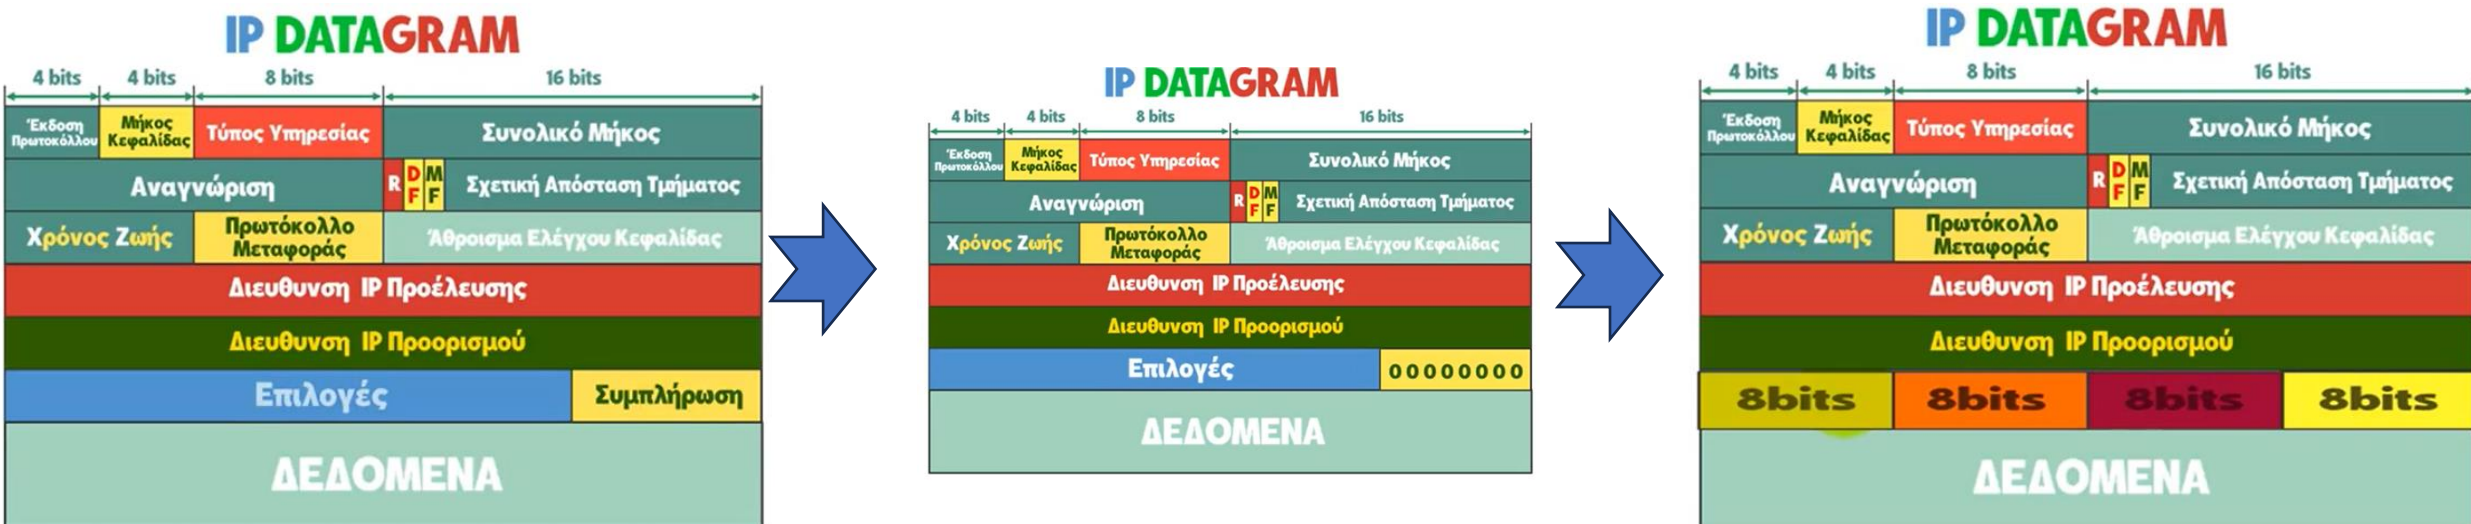 IP DATAGRAM
4 bits 4 bits 8 bits 16 bits
Έκδοση Πρωτοκόλλου Μήκος Κεφαλίδας Τύπος Υπηρεσίας Συνολικό Μήκος
Αναγνώριση R DF MF Σχετική Απόσταση Τμήματος
Χρόνος Ζωής Πρωτόκολλο Μεταφοράς Άθροισμα Ελέγχου Κεφαλίδας
Διευθυνση IP Προέλευσης
Διευθυνση IP Προορισμού
Επιλογές Συμπλήρωση
ΔΕΔΟΜΕΝΑ
IP DATAGRAM
4 bits 4 bits 8 bits 16 bits
Έκδοση Πρωτοκόλλου Μήκος Κεφαλίδας Τύπος Υπηρεσίας Συνολικό Μήκος
Αναγνώριση R DF MF Σχετική Απόσταση Τμήματος
Χρόνος Ζωής Πρωτόκολλο Μεταφοράς Άθροισμα Ελέγχου Κεφαλίδας
Διευθυνση IP Προέλευσης
Διευθυνση IP Προορισμού
Επιλογές 00000000
ΔΕΔΟΜΕΝΑ
IP DATAGRAM
4 bits 4 bits 8 bits 16 bits
Έκδοση Πρωτοκόλλου Μήκος Κεφαλίδας Τύπος Υπηρεσίας Συνολικό Μήκος
Αναγνώριση R DF MF Σχετική Απόσταση Τμήματος
Χρόνος Ζωής Πρωτόκολλο Μεταφοράς Άθροισμα Ελέγχου Κεφαλίδας
Διευθυνση IP Προέλευσης
Διευθυνση IP Προορισμού
8bits 8bits 8bits 8bits
ΔΕΔΟΜΕΝΑ